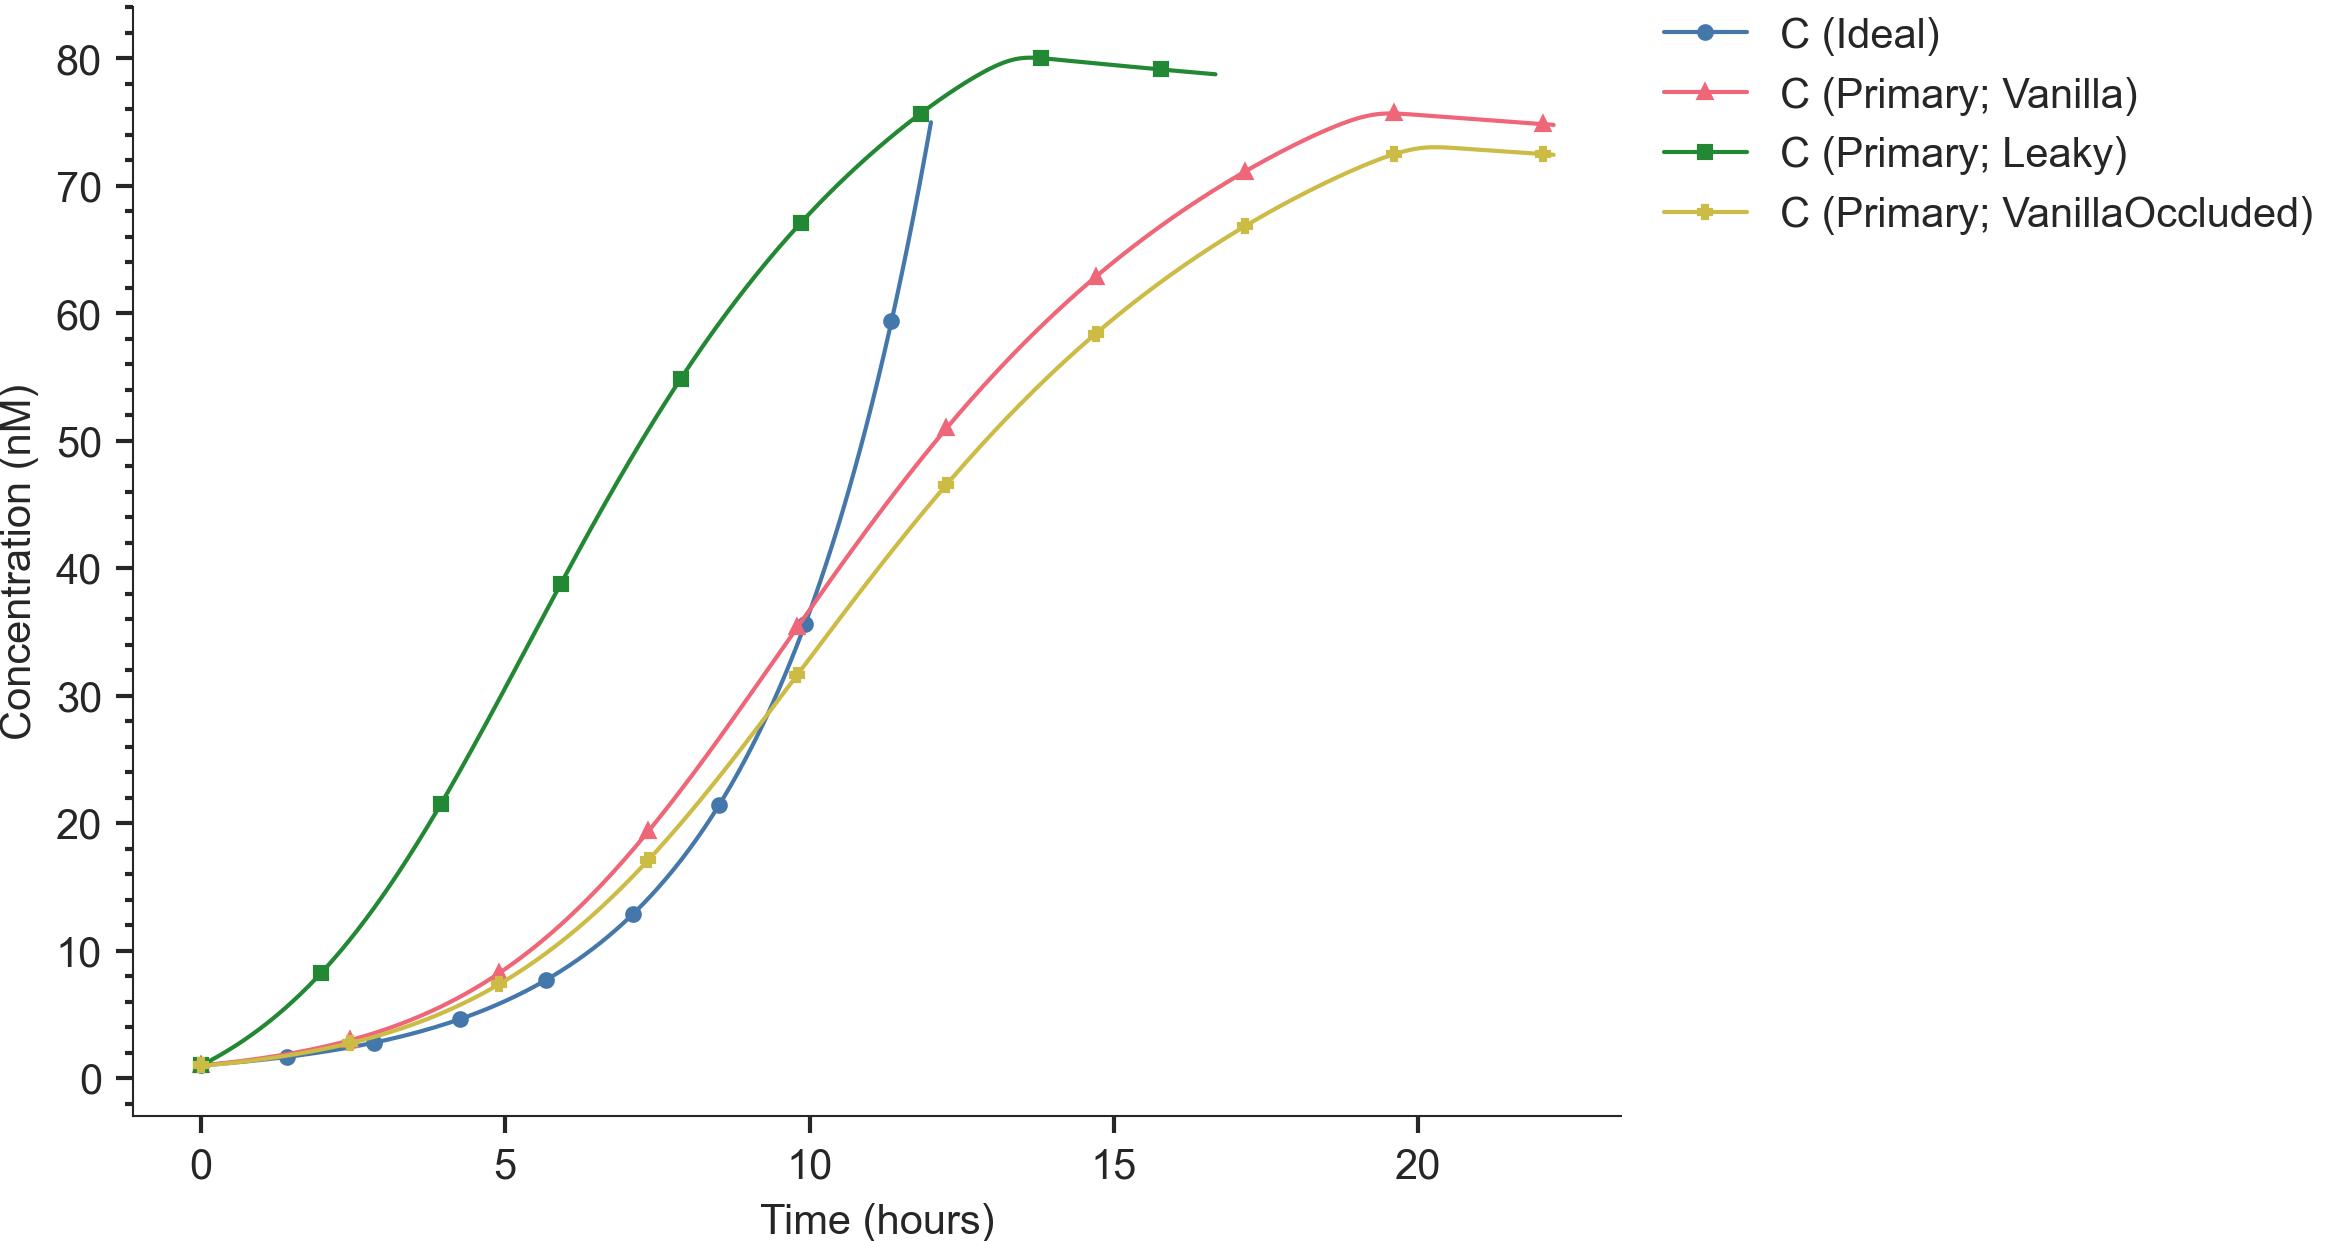 C (Ideal)
C (Primary; Vanilla)
C (Primary; Leaky)
C (Primary; VanillaOccluded)
80
70
60
50
40
30
20
10
0
Concentration (nM)
0 5 10 15 20
Time (hours)